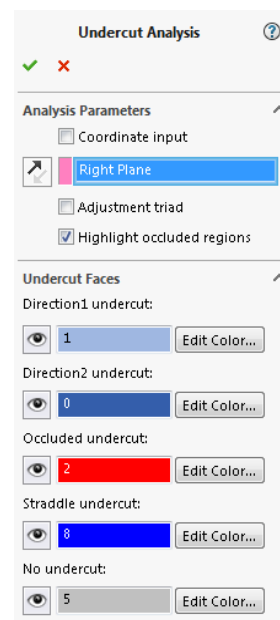 Undercut Analysis
Analysis Parameters
Coordinate input
Right Plane
Adjustment triad
Highlight occluded regions
Undercut Faces
Direction1 undercut:
1 Edit Color...
Direction2 undercut:
0 Edit Color...
Occluded undercut:
2 Edit Color...
Straddle undercut:
8 Edit Color...
No undercut:
5 Edit Color...